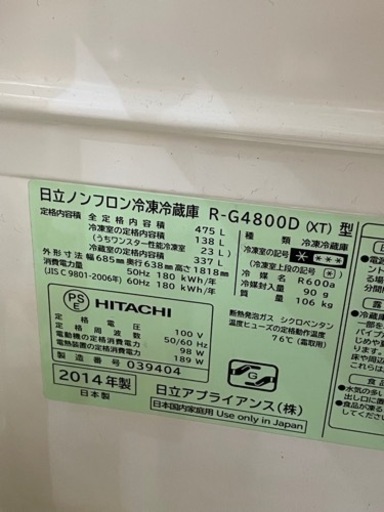 日立ノンフロン冷凍冷蔵庫 R-G4800D (XT) 型
定格内容積 全定格内容積 475 L
冷凍室の定格内容積 138 L
(うちワンスター性能冷凍室 23 L)
冷蔵室の定格内容積 337 L
外形寸法 幅685mm 奥行638mm 高さ1818mm
(JIS C 9801-2006年) 50Hz 180 kWh/年
60Hz 180 kWh/年
種類 冷凍冷蔵庫
冷凍室の記号
(冷凍室上段の記号)
冷媒 R600a
冷媒封入量 90 g
質量 106 kg
断熱発泡ガス シクロペンタン
温度ヒューズの定格動作温度
76℃ (霜取用)
PS
E
HITACHI
定格電圧 100 V
定格周波数 50/60 Hz
電動機の定格消費電力 98 W
電熱装置の定格消費電力 189 W
製造番号 039404
2014年製
日本製
G
日立アプライアンス(株)
日本国内家庭用 Use only in Japan